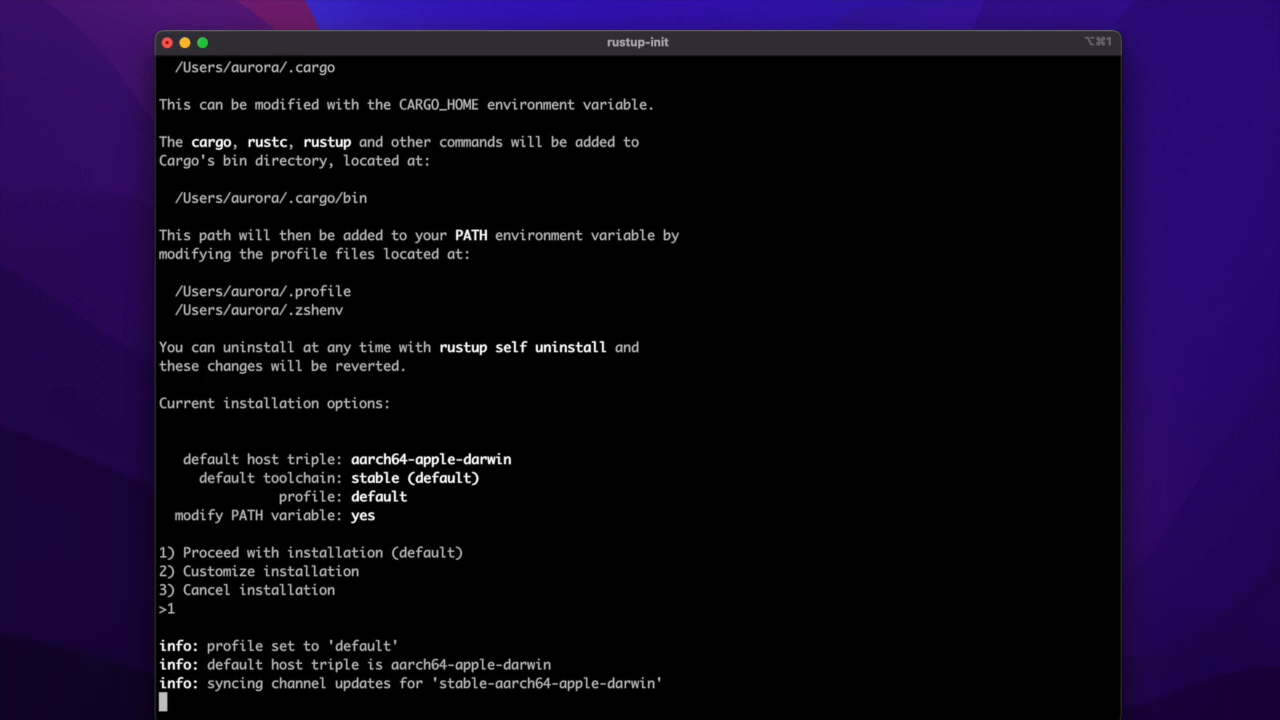 rustup-init
⌥⌘1
/Users/aurora/.cargo
This can be modified with the CARGO_HOME environment variable.
The cargo, rustc, rustup and other commands will be added to
Cargo's bin directory, located at:
/Users/aurora/.cargo/bin
This path will then be added to your PATH environment variable by
modifying the profile files located at:
/Users/aurora/.profile
/Users/aurora/.zshenv
You can uninstall at any time with rustup self uninstall and
these changes will be reverted.
Current installation options:
default host triple: aarch64-apple-darwin
default toolchain: stable (default)
profile: default
modify PATH variable: yes
1) Proceed with installation (default)
2) Customize installation
3) Cancel installation
>1
info: profile set to 'default'
info: default host triple is aarch64-apple-darwin
info: syncing channel updates for 'stable-aarch64-apple-darwin'